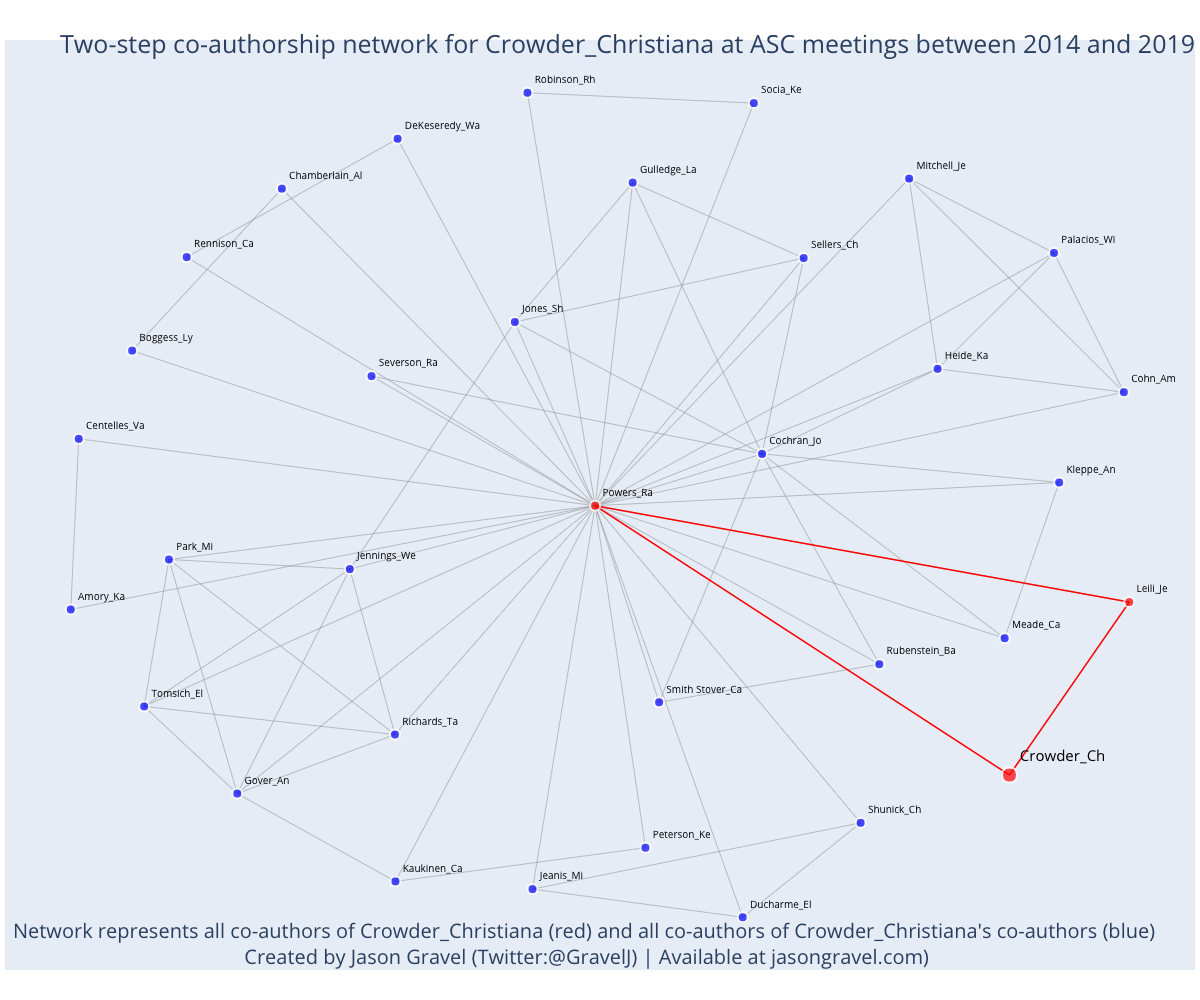 Two-step co-authorship network for Crowder_Christiana at ASC meetings between 2014 and 2019
Robinson_Rh
Socia_Ke
DeKeseredy_Wa
Gulledge_La
Mitchell_Je
Chamberlain_Al
Rennison_Ca
Sellers_Ch
Palacios_Wi
Jones_Sh
Boggess_Ly
Severson_Ra
Heide_Ka
Cohn_Am
Centelles_Va
Cochran_Jo
Kleppe_An
Powers_Ra
Park_Mi
Jennings_We
Amory_Ka
Leili_Je
Meade_Ca
Rubenstein_Ba
Tomsich_El
Smith Stover_Ca
Richards_Ta
Crowder_Ch
Gover_An
Shunick_Ch
Peterson_Ke
Kaukinen_Ca
Jeanis_Mi
Ducharme_El
Network represents all co-authors of Crowder_Christiana (red) and all co-authors of Crowder_Christiana's co-authors (blue)
Created by Jason Gravel (Twitter:@GravelJ) | Available at jasongravel.com)